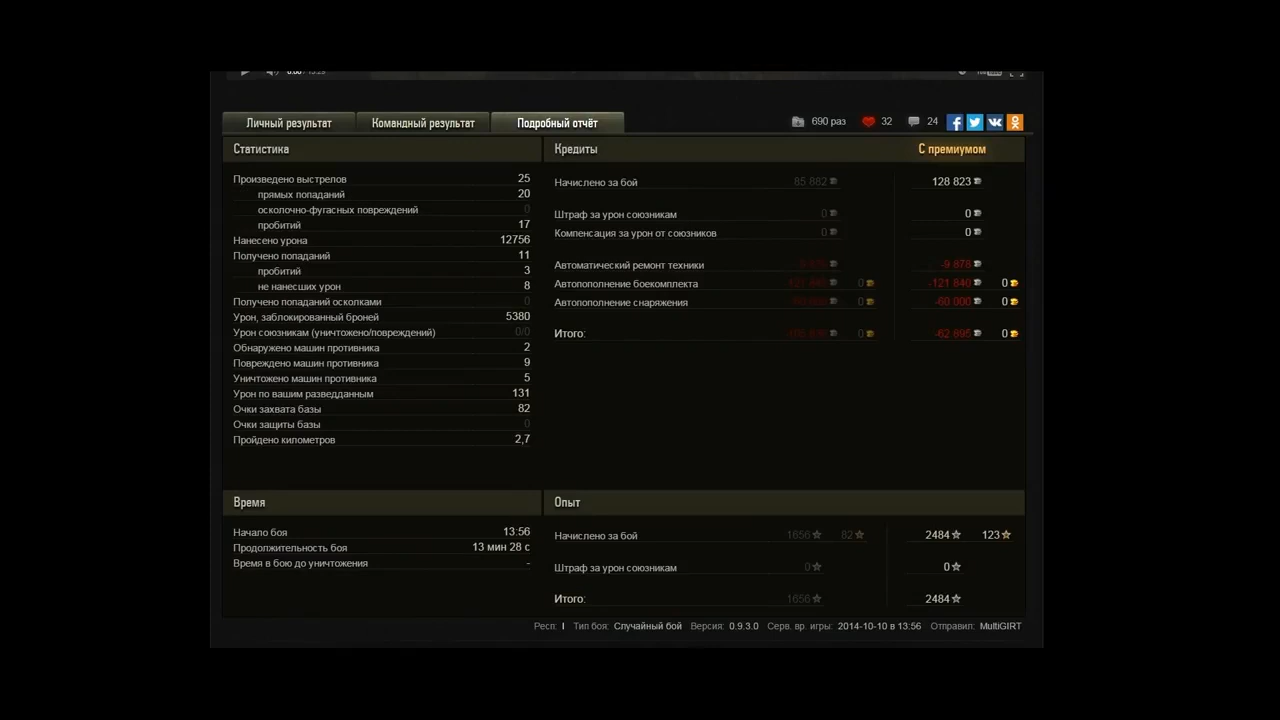 Личный результат Командный результат Подробный отчёт 690 раз 32 24
Статистика
Произведено выстрелов 25
прямых попаданий 20
осколочно-фугасных повреждений 0
пробитий 17
Нанесено урона 12756
Получено попаданий 11
пробитий 3
не нанесших урон 8
Получено попаданий осколками 0
Урон, заблокированный броней 5380
Урон союзникам (уничтожено/повреждений) 0/0
Обнаружено машин противника 2
Повреждено машин противника 9
Уничтожено машин противника 5
Урон по вашим разведданным 131
Очки захвата базы 82
Очки защиты базы 0
Пройдено километров 2,7
Кредиты С премиумом
Начислено за бой 85 882 128 823
Штраф за урон союзникам 0 0
Компенсация за урон от союзников 0 0
Автоматический ремонт техники -9 878
Автопополнение боекомплекта -121 840 0 -121 840 0
Автопополнение снаряжения -60 000 0
Итого: 0 -62 895 0
Время
Начало боя 13:56
Продолжительность боя 13 мин 28 с
Время в бою до уничтожения -
Опыт
Начислено за бой 1656 82 2484 123
Штраф за урон союзникам 0 0
Итого: 1656 2484
Респ: I Тип боя: Случайный бой Версия: 0.9.3.0 Серв. вр. игры: 2014-10-10 в 13:56 Отправил: MultiGIRT